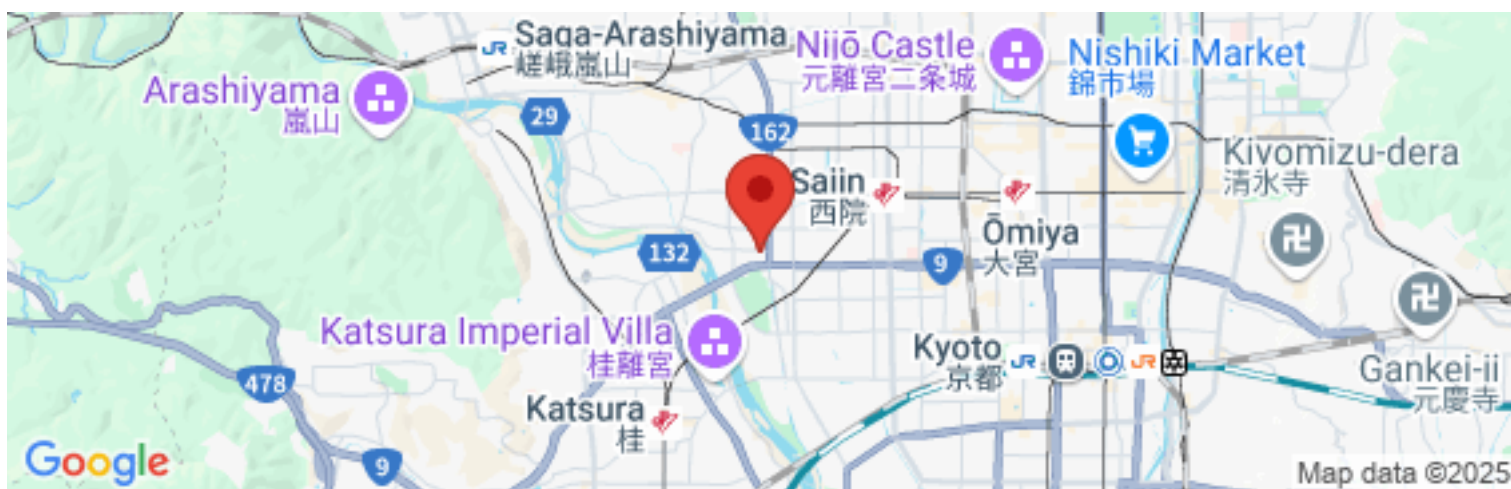 Saga-Arashiyama
嵯峨嵐山
Nijō Castle
元離宮二条城
Nishiki Market
錦市場
Arashiyama
嵐山
29
162
Kiyomizu-dera
清水寺
Saiin
西院
Ōmiya
大宮
132
9
Katsura Imperial Villa
桂離宮
Kyoto
京都
JR
JR
JR
478
Gankei-ji
元慶寺
Katsura
桂
9
Google
Map data ©2025